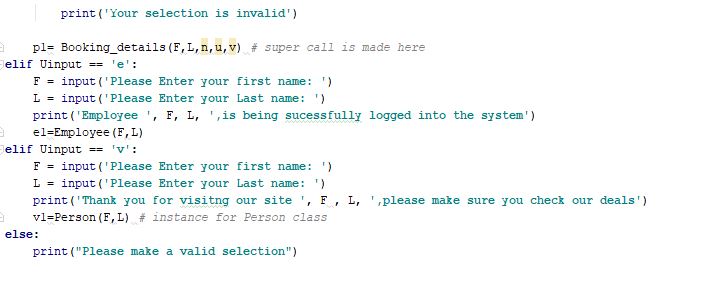 print('Your selection is invalid')
pl= Booking_details(F,L,n,u,v) # super call is made here
elif Uinput == 'e':
F = input('Please Enter your first name: ')
L = input('Please Enter your Last name: ')
print('Employee ', F, L, ',is being sucessfully logged into the system')
el=Employee(F,L)
elif Uinput == 'v':
F = input('Please Enter your first name: ')
L = input('Please Enter your Last name: ')
print('Thank you for visitng our site ', F , L, ',please make sure you check our deals')
vl=Person(F,L) # instance for Person class
else:
print("Please make a valid selection")